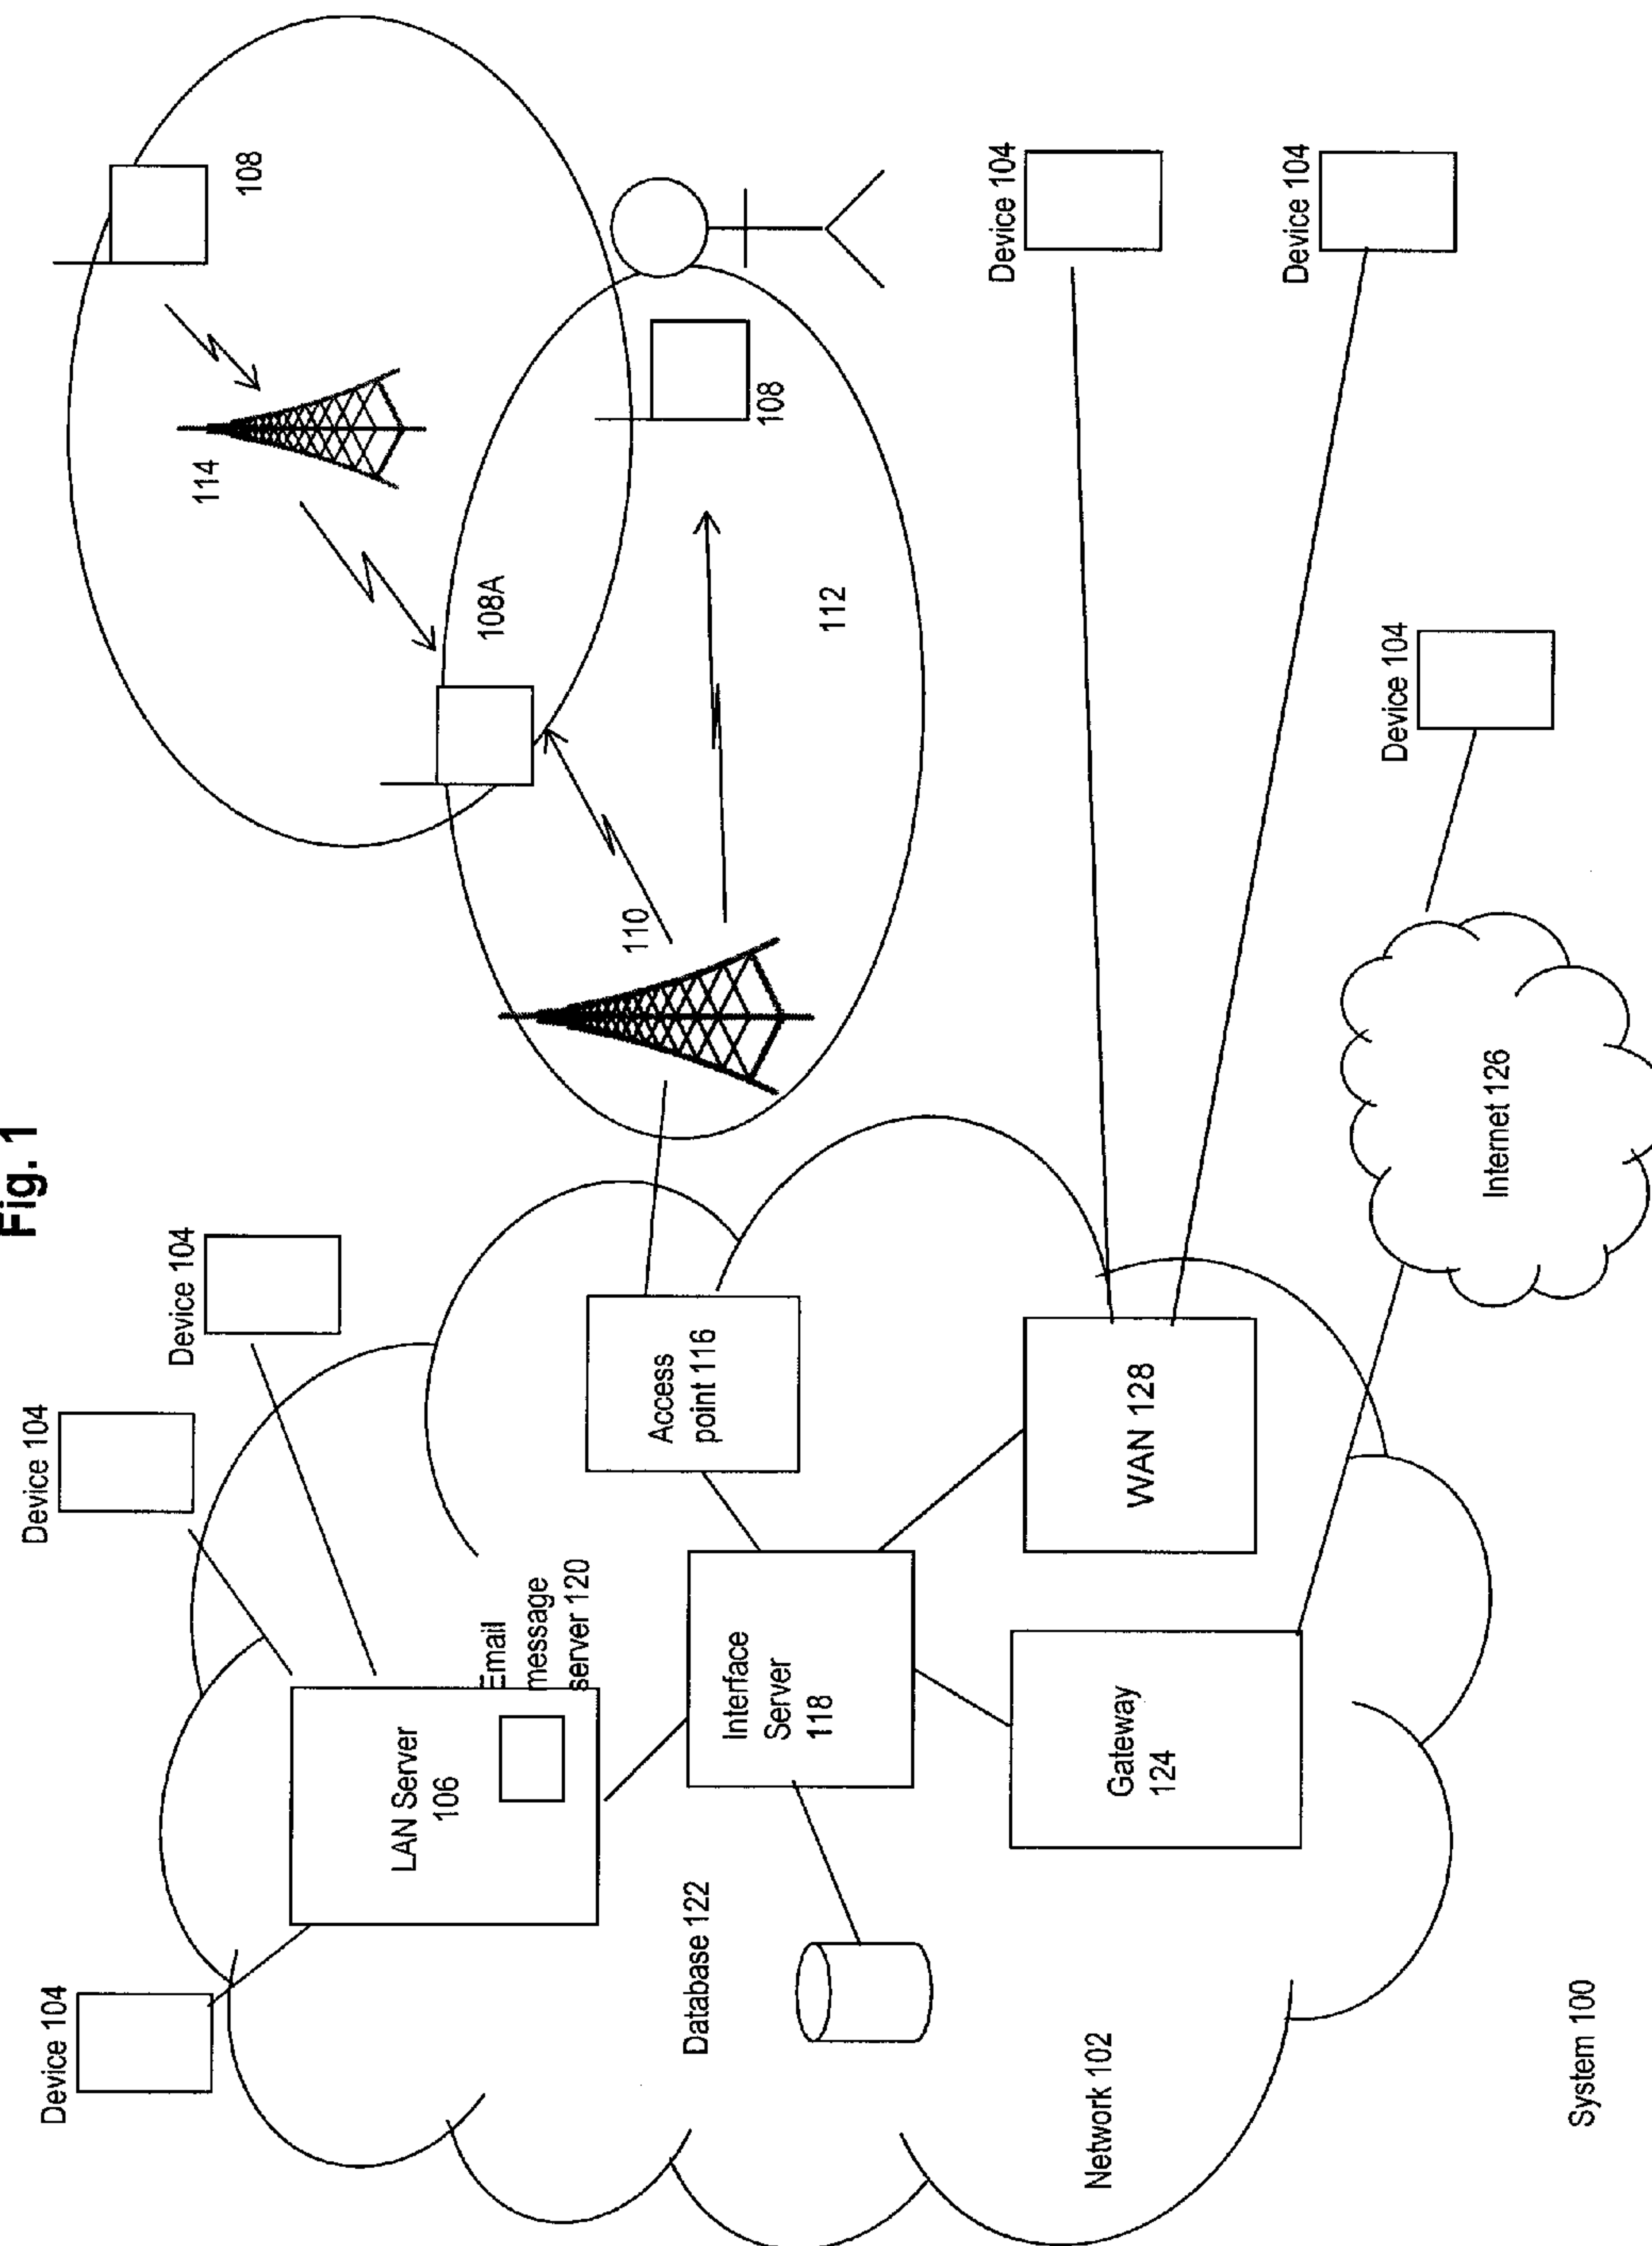 Fig. 1
Device 104
Device 104
Device 104
108
114
108A
108
110
112
LAN Server
106
Email
message
server 120
Access
point 116
Database 122
Interface
Server
118
Device 104
Network 102
Gateway
124
WAN 128
Device 104
Device 104
Internet 126
System 100